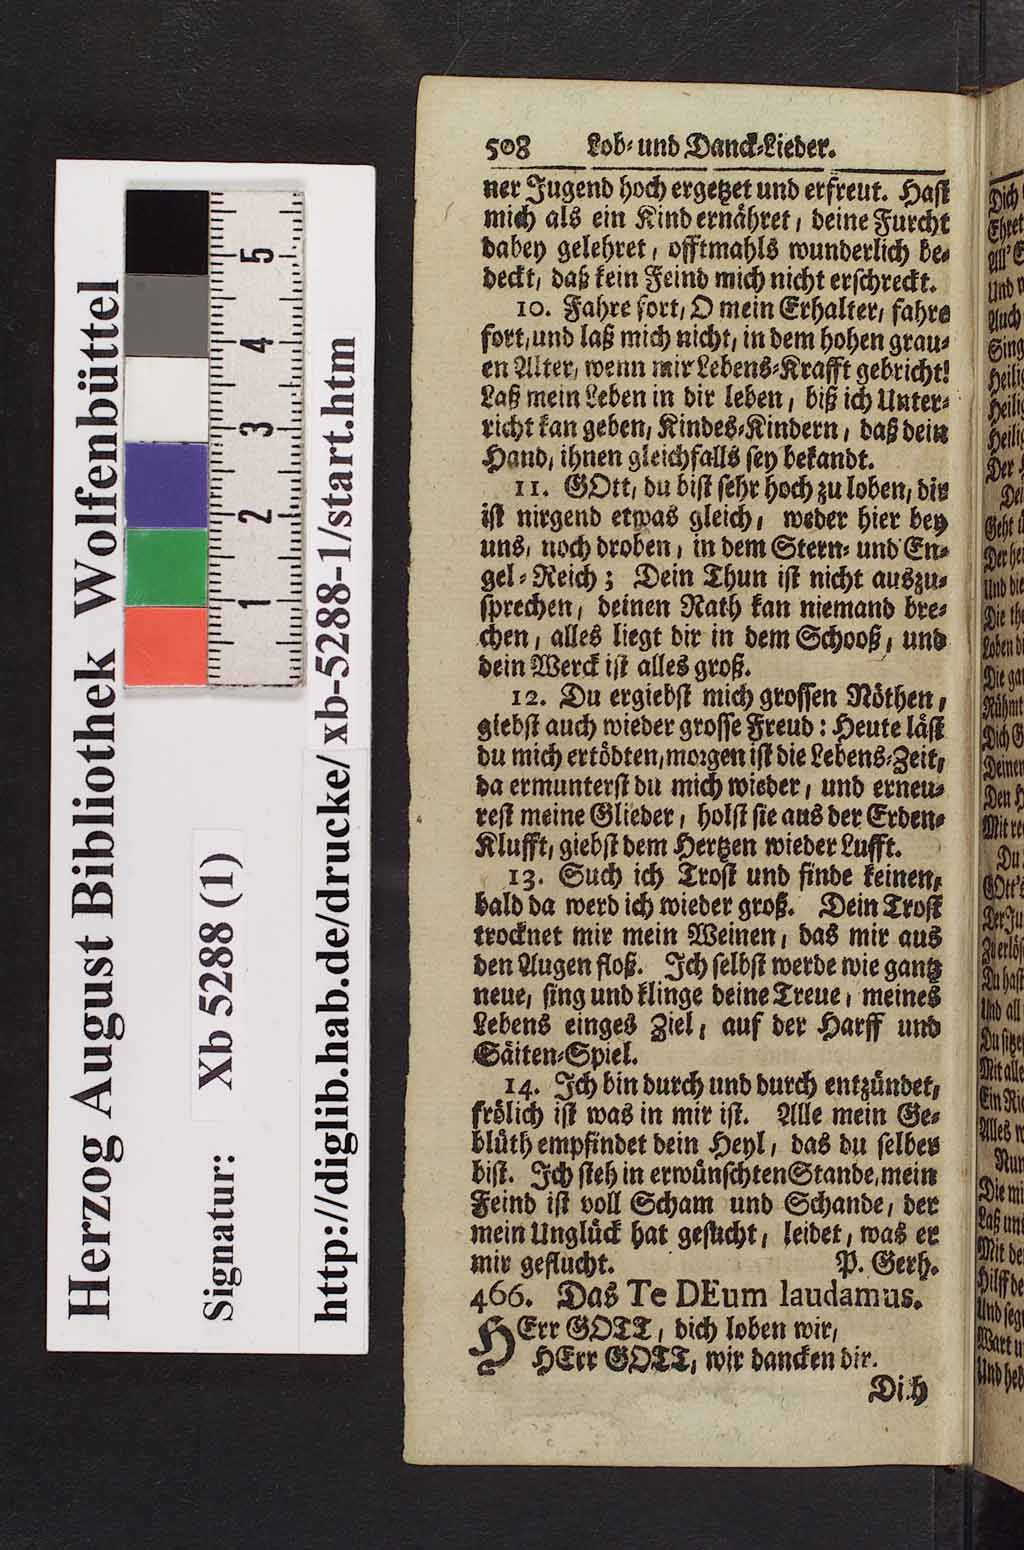 Herzog August Bibliothek Wolfenbüttel
Signatur: Xb 5288 (1)
http://diglib.hab.de/drucke/xb-5288-1/start.htm
1 2 3 4 5
508 Lob- und Danck-Lieder.
ner Jugend hoch ergetzet und erfreut. Hast
mich als ein Kind ernähret, deine Furcht
dabey gelehret, offtmahls wunderlich be-
deckt, daß kein Feind mich nicht erschreckt.
10. Fahre fort, O mein Erhalter, fahre
fort, und laß mich nicht, in dem hohen grau-
en Alter, wenn mir Lebens-Krafft gebricht!
Laß mein Leben in dir leben, biß ich Unter-
richt kan geben, Kindes-Kindern, daß dein
Hand, ihnen gleichfalls sey bekandt.
11. GOtt, du bist sehr hoch zu loben, dir
ist nirgend etwas gleich, weder hier bey
uns, noch droben, in dem Stern- und En-
gel-Reich; Dein Thun ist nicht auszu-
sprechen, deinen Rath kan niemand bre-
chen, alles liegt dir in dem Schooß, und
dein Werck ist alles groß.
12. Du ergiebst mich grossen Nöthen,
giebst auch wieder grosse Freud: Heute läst
du mich ertödten, morgen ist die Lebens-Zeit,
da ermunterst du mich wieder, und erneu-
rest meine Glieder, holst sie aus der Erden-
Klufft, giebst dem Hertzen wieder Lufft.
13. Such ich Trost und finde keinen,
bald da werd ich wieder groß. Dein Trost
trocknet mir mein Weinen, das mir aus
den Augen floß. Ich selbst werde wie gantz
neue, sing und klinge deine Treue, meines
Lebens einges Ziel, auf der Harff und
Säiten-Spiel.
14. Ich bin durch und durch entzündet,
frölich ist was in mir ist. Alle mein Ge-
blüth empfindet dein Heyl, das du selber
bist. Ich steh in erwünschten Stande, mein
Feind ist voll Scham und Schande, der
mein Unglück hat gesucht, leidet, was er
mir geflucht. P. Gerh.
466. Das Te DEum laudamus.
HErr GOTT, dich loben wir,
HErr GOTT, wir dancken dir.
Dich